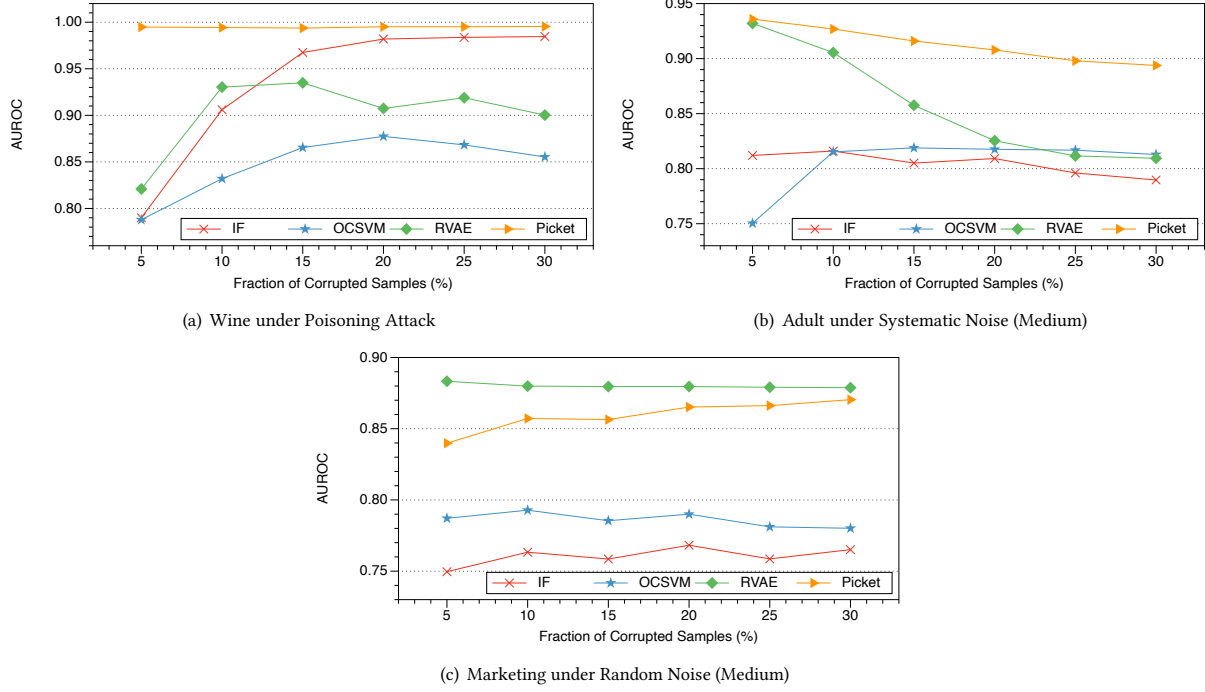 1.00
0.95
0.90
0.85
0.80
AUROC
IF OCSVM RVAE Picket
5 10 15 20 25 30
Fraction of Corrupted Samples (%)
(a) Wine under Poisoning Attack
0.95
0.90
0.85
0.80
0.75
AUROC
IF OCSVM RVAE Picket
5 10 15 20 25 30
Fraction of Corrupted Samples (%)
(b) Adult under Systematic Noise (Medium)
0.90
0.85
0.80
0.75
AUROC
IF OCSVM RVAE Picket
5 10 15 20 25 30
Fraction of Corrupted Samples (%)
(c) Marketing under Random Noise (Medium)